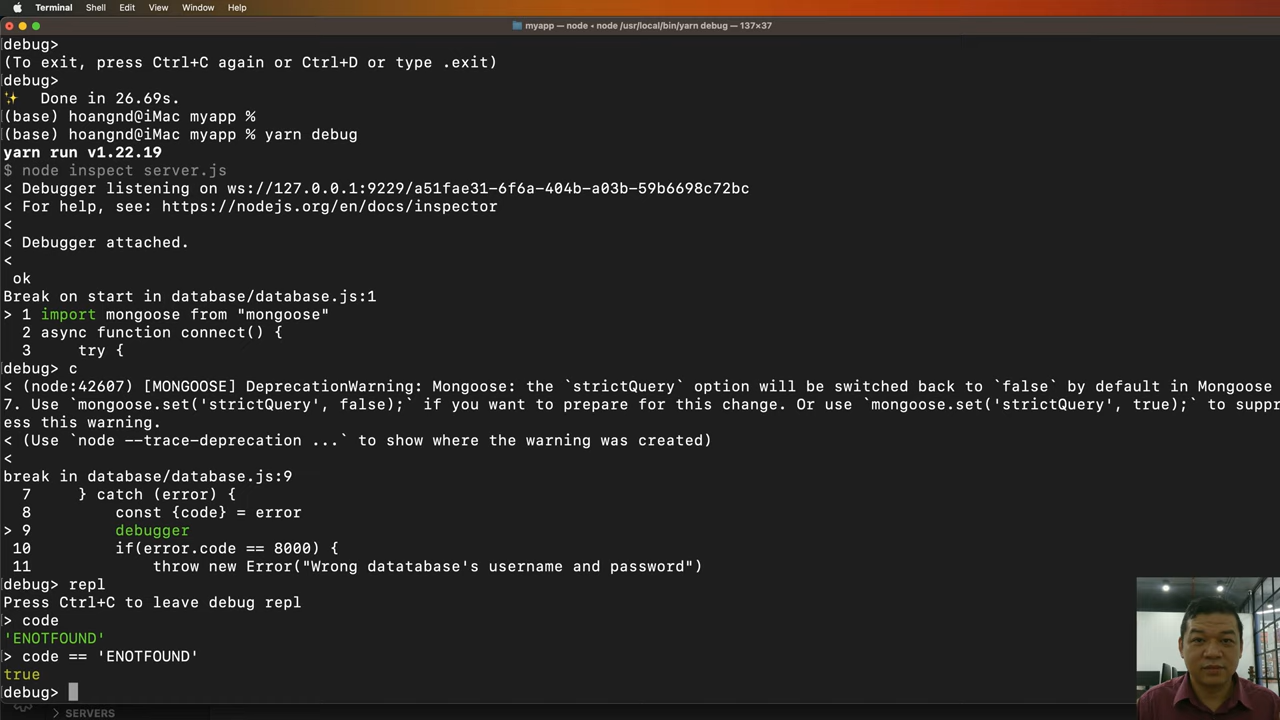 Terminal Shell Edit View Window Help
myapp — node • node /usr/local/bin/yarn debug — 137×37
debug>
(To exit, press Ctrl+C again or Ctrl+D or type .exit)
debug>
✨  Done in 26.69s.
(base) hoangnd@iMac myapp %
(base) hoangnd@iMac myapp % yarn debug
yarn run v1.22.19
$ node inspect server.js
< Debugger listening on ws://127.0.0.1:9229/a51fae31-6f6a-404b-a03b-59b6698c72bc
< For help, see: https://nodejs.org/en/docs/inspector
<
< Debugger attached.
<
 ok
Break on start in database/database.js:1
> 1 import mongoose from "mongoose"
  2 async function connect() {
  3     try {
debug> c
< (node:42607) [MONGOOSE] DeprecationWarning: Mongoose: the `strictQuery` option will be switched back to `false` by default in Mongoose
7. Use `mongoose.set('strictQuery', false);` if you want to prepare for this change. Or use `mongoose.set('strictQuery', true);` to suppr
ess this warning.
< (Use `node --trace-deprecation ...` to show where the warning was created)
<
break in database/database.js:9
  7     } catch (error) {
  8         const {code} = error
> 9         debugger
 10         if(error.code == 8000) {
 11             throw new Error("Wrong datatabase's username and password")
debug> repl
Press Ctrl+C to leave debug repl
> code
'ENOTFOUND'
> code == 'ENOTFOUND'
true
debug>
> SERVERS